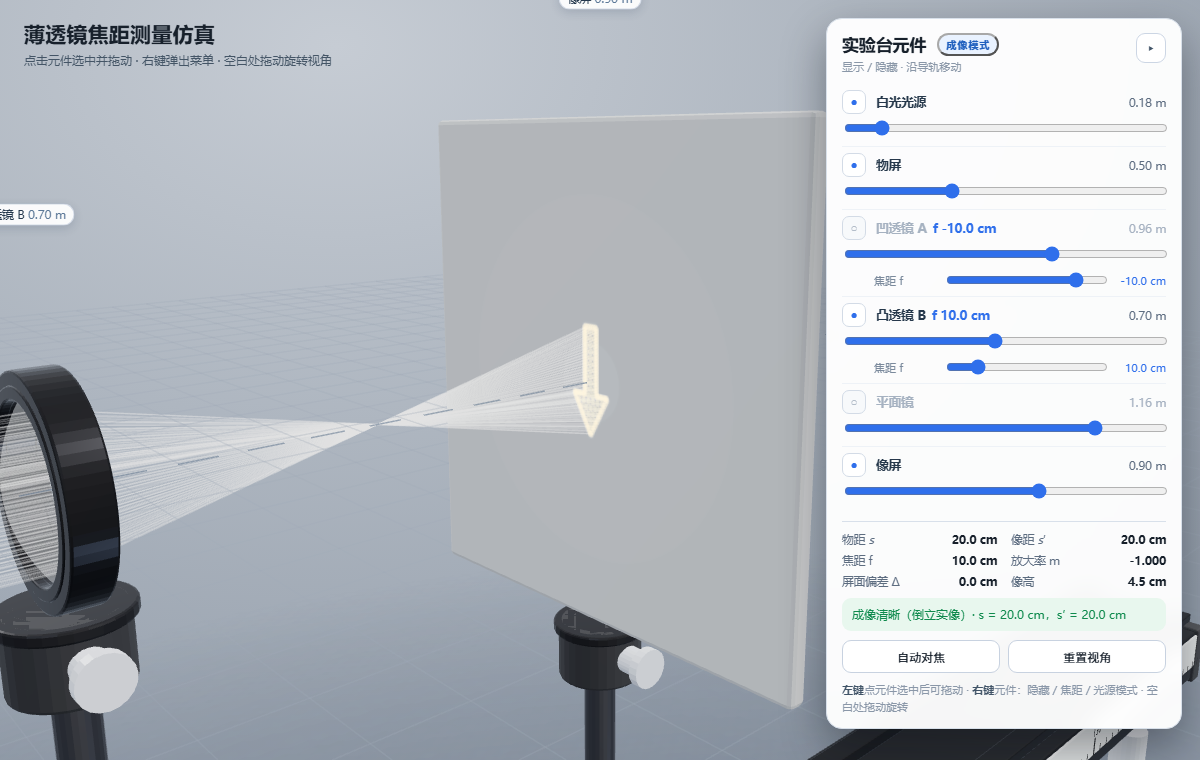 像屏 0.90 m
薄透镜焦距测量仿真
点击元件选中并拖动 · 右键弹出菜单 · 空白处拖动旋转视角
透镜 B 0.70 m
实验台元件 成像模式
显示 / 隐藏 · 沿导轨移动
白光光源 0.18 m
物屏 0.50 m
凹透镜 A f -10.0 cm 0.96 m
焦距 f -10.0 cm
凸透镜 B f 10.0 cm 0.70 m
焦距 f 10.0 cm
平面镜 1.16 m
像屏 0.90 m
物距 s 20.0 cm 像距 s′ 20.0 cm
焦距 f 10.0 cm 放大率 m -1.000
屏面偏差 Δ 0.0 cm 像高 4.5 cm
成像清晰（倒立实像）· s = 20.0 cm，s′ = 20.0 cm
自动对焦 重置视角
左键点元件选中后可拖动 · 右键元件：隐藏 / 焦距 / 光源模式 · 空
白处拖动旋转